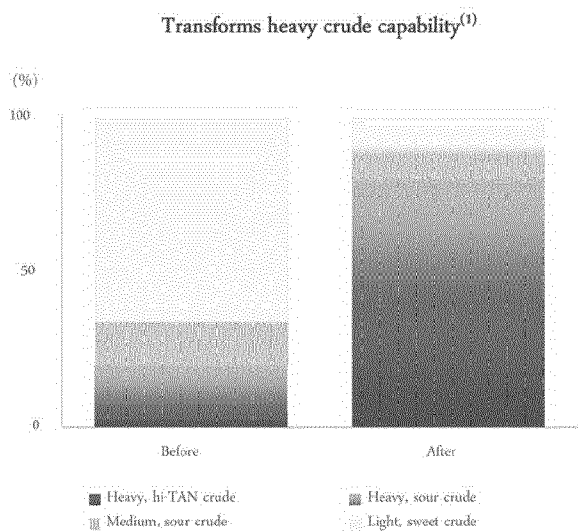 Transforms heavy crude capability(1)
(%)
100
50
0
Before
After
Heavy, hi-TAN crude
Heavy, sour crude
Medium, sour crude
Light, sweet crude